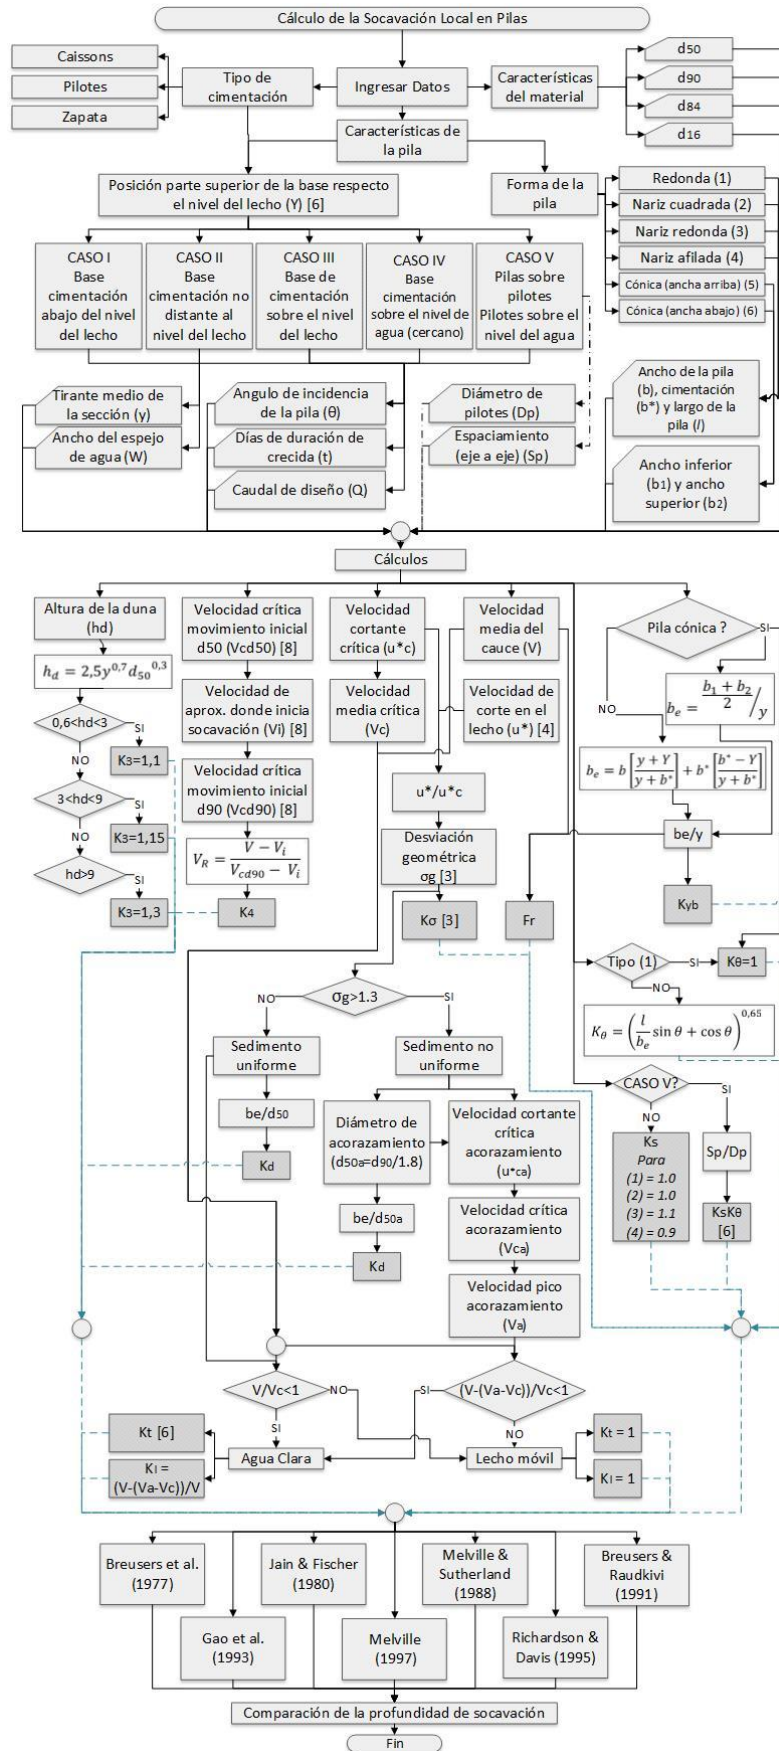 Cálculo de la Socavación Local en Pilas
Caissons
Pilotes
Zapata
Tipo de
cimentación
Ingresar Datos
Características
del material
d50
d90
d84
d16
Características de
la pila
Posición parte superior de la base respecto
el nivel del lecho (Y) [6]
Forma de la
pila
Redonda (1)
Nariz cuadrada (2)
Nariz redonda (3)
Nariz afilada (4)
Cónica (ancha arriba) (5)
Cónica (ancha abajo) (6)
CASO I
Base
cimentación
abajo del nivel
del lecho
CASO II
Base
cimentación no
distante al
nivel del lecho
CASO III
Base de
cimentación
sobre el nivel
del lecho
CASO IV
Base
cimentación
sobre el nivel de
agua (cercano)
CASO V
Pilas sobre
pilotes
Pilotes sobre el
nivel del agua
Tirante medio de
la sección (y)
Ancho del espejo
de agua (W)
Angulo de incidencia
de la pila (θ)
Días de duración de
crecida (t)
Caudal de diseño (Q)
Diámetro de
pilotes (Dp)
Espaciamiento
(eje a eje) (Sp)
Ancho de la pila
(b), cimentación
(b*) y largo de la
pila (l)
Ancho inferior
(b1) y ancho
superior (b2)
Cálculos
Altura de la duna
(hd)
h_d = 2,5y^0,7 d_50^0,3
0,6<hd<3
SI
K3=1,1
NO
3<hd<9
SI
K3=1,15
NO
hd>9
SI
K3=1,3
Velocidad crítica
movimiento inicial
d50 (Vcd50) [8]
Velocidad de
aprox. donde inicia
socavación (Vi) [8]
Velocidad crítica
movimiento inicial
d90 (Vcd90) [8]
V_R = (V − V_i) / (V_cd90 − V_i)
K4
Velocidad
cortante
crítica (u*c)
Velocidad
media crítica
(Vc)
Velocidad
media del
cauce (V)
Velocidad
de corte en el
lecho (u*) [4]
u*/u*c
Desviación
geométrica
σg [3]
Kσ [3]
Fr
Pila cónica ?
SI
NO
b_e = (b_1 + b_2)/2 / y
b_e = b [(y + Y)/(y + b*)] + b* [(b* − Y)/(y + b*)]
be/y
Kyb
Tipo (1)
SI
Kθ=1
NO
K_θ = (l/b_e sin θ + cos θ)^0,65
σg>1.3
NO
SI
Sedimento
uniforme
Sedimento no
uniforme
be/d50
Kd
Diámetro de
acorazamiento
(d50a=d90/1.8)
be/d50a
Kd
Velocidad cortante
crítica
acorazamiento
(u*ca)
Velocidad crítica
acorazamiento
(Vca)
Velocidad pico
acorazamiento
(Va)
CASO V?
SI
NO
Ks
Para
(1) = 1.0
(2) = 1.0
(3) = 1.1
(4) = 0.9
Sp/Dp
KsKθ
[6]
V/Vc<1
NO
SI
(V-(Va-Vc))/Vc<1
SI
NO
Kt [6]
Kl =
(V-(Va-Vc))/V
Agua Clara
Lecho móvil
Kt = 1
Kl = 1
Breusers et al.
(1977)
Jain & Fischer
(1980)
Melville &
Sutherland
(1988)
Breusers &
Raudkivi
(1991)
Gao et al.
(1993)
Melville
(1997)
Richardson &
Davis (1995)
Comparación de la profundidad de socavación
Fin